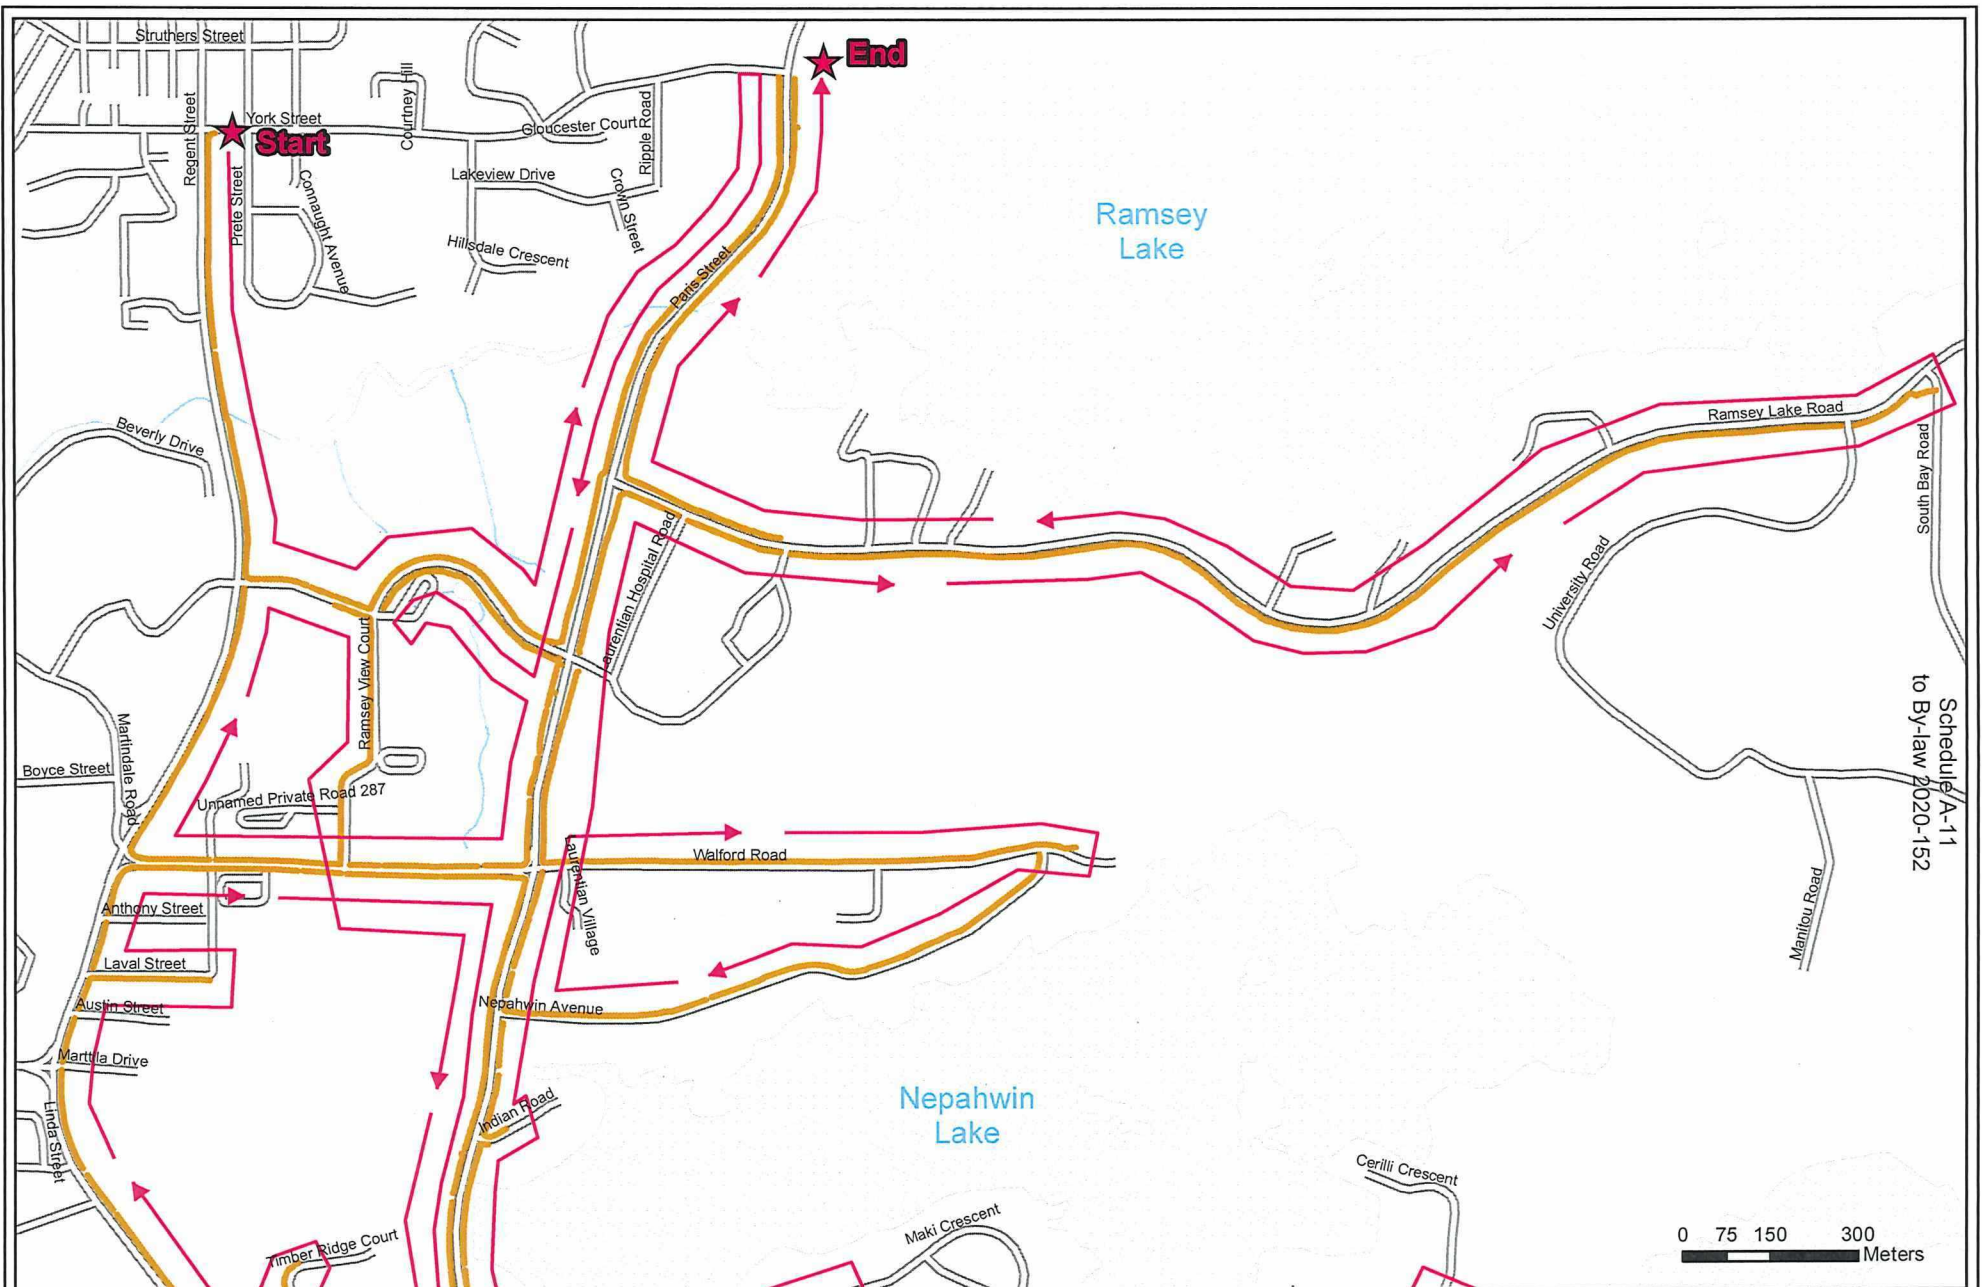 Struthers Street
End
York Street
Start
Regent Street
Courtney Hill
Gloucester Court
Ripple Road
Prete Street
Connaught Avenue
Lakeview Drive
Crown Street
Hillsdale Crescent
Paris Street
Ramsey
Lake
Beverly Drive
Ramsey Lake Road
South Bay Road
University Road
aurentian Hospital Road
Ramsey View Court
Martindale Road
Boyce Street
Unnamed Private Road 287
Walford Road
Laurentian Village
Anthony Street
Laval Street
Austin Street
Nepahwin Avenue
Marttila Drive
Linda Street
Indian Road
Nepahwin
Lake
Manitou Road
Schedule A-11
to By-law 2020-152
Timber Ridge Court
Maki Crescent
Cerilli Crescent
0 75 150 300
Meters